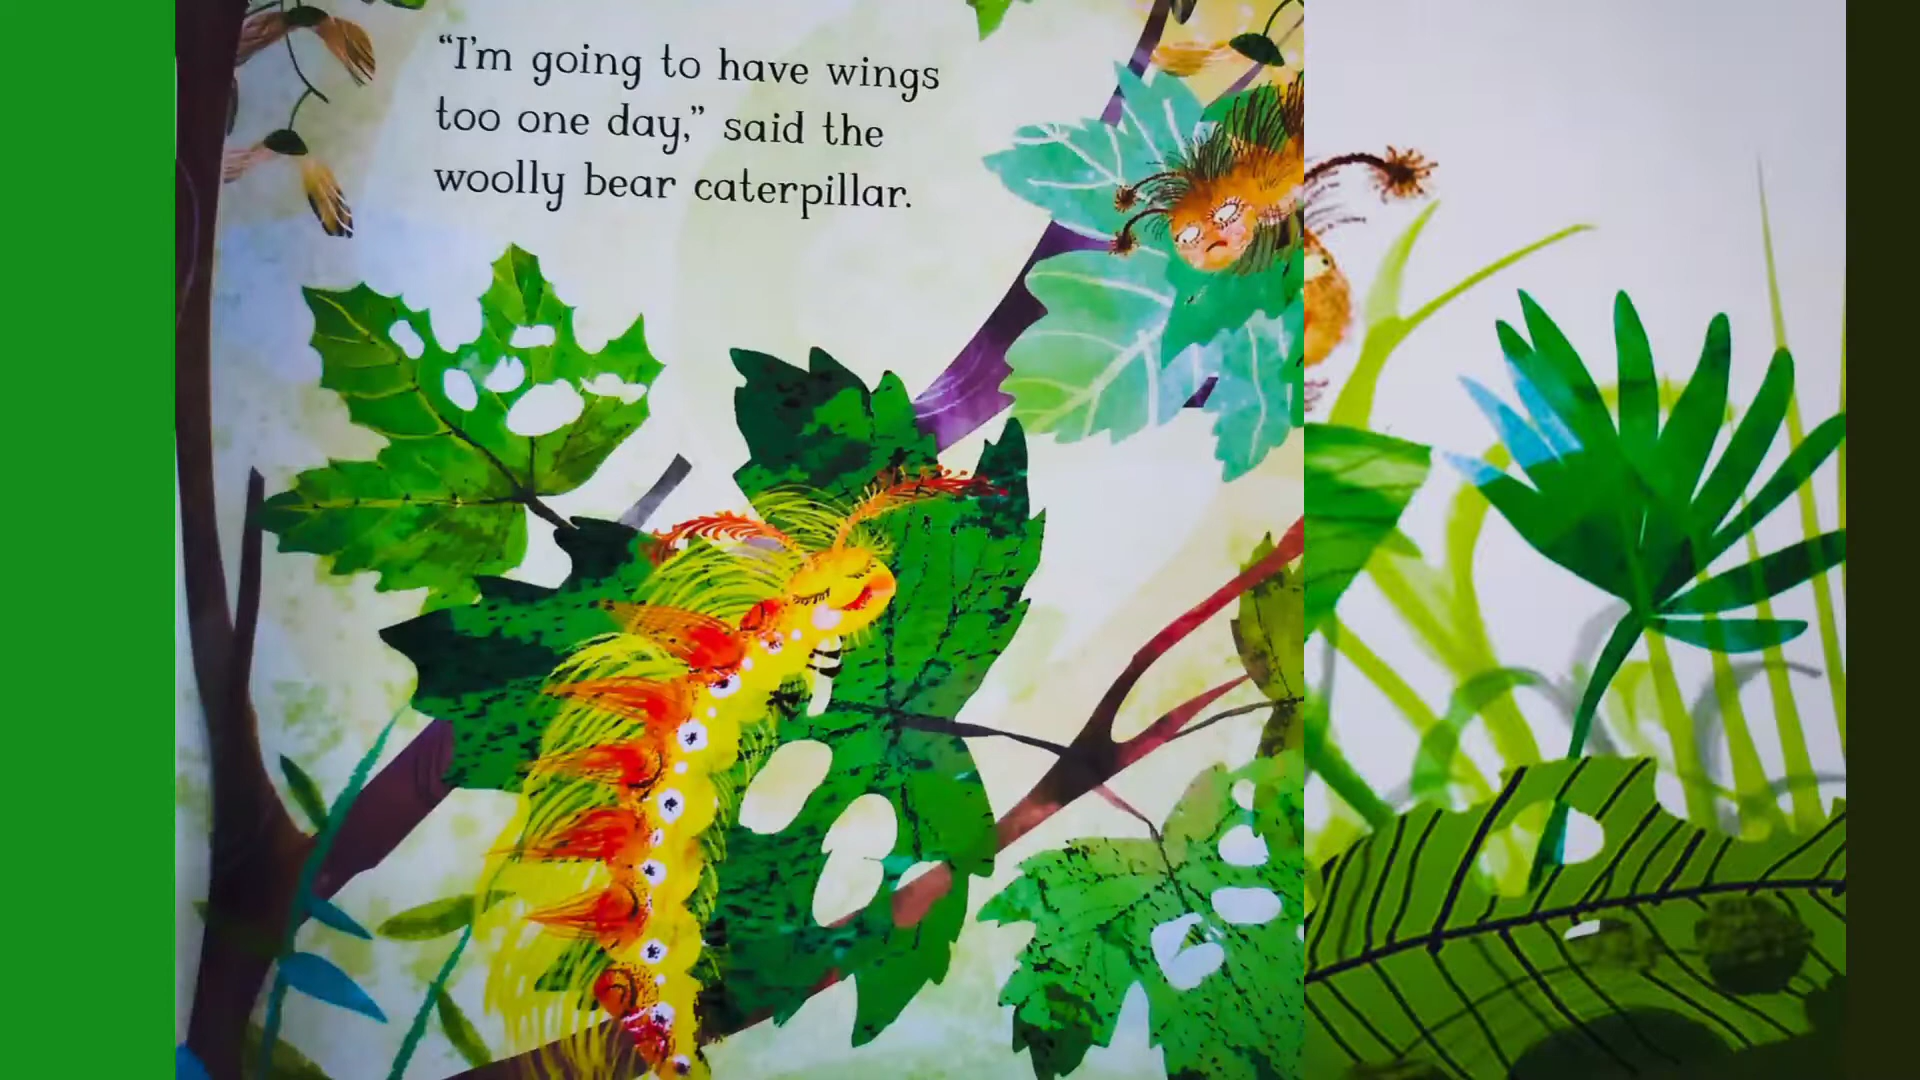 “I’m going to have wings
too one day,” said the
woolly bear caterpillar.